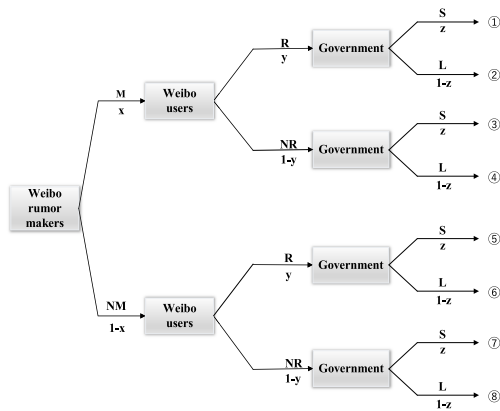 Weibo
rumor
makers
M
x
NM
1-x
Weibo
users
R
y
NR
1-y
Weibo
users
R
y
NR
1-y
Government
S
z
①
L
1-z
②
Government
S
z
③
L
1-z
④
Government
S
z
⑤
L
1-z
⑥
Government
S
z
⑦
L
1-z
⑧